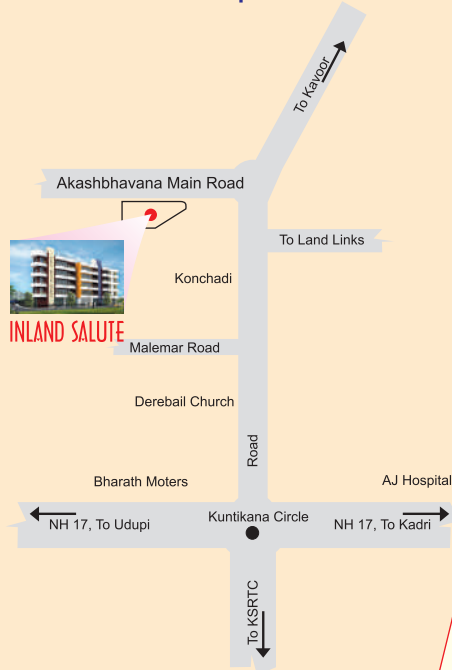 To Kavoor
Akashbhavana Main Road
To Land Links
Konchadi
INLAND SALUTE
Malemar Road
Derebail Church
Road
Bharath Moters
AJ Hospital
Kuntikana Circle
NH 17, To Udupi
NH 17, To Kadri
To KSRTC